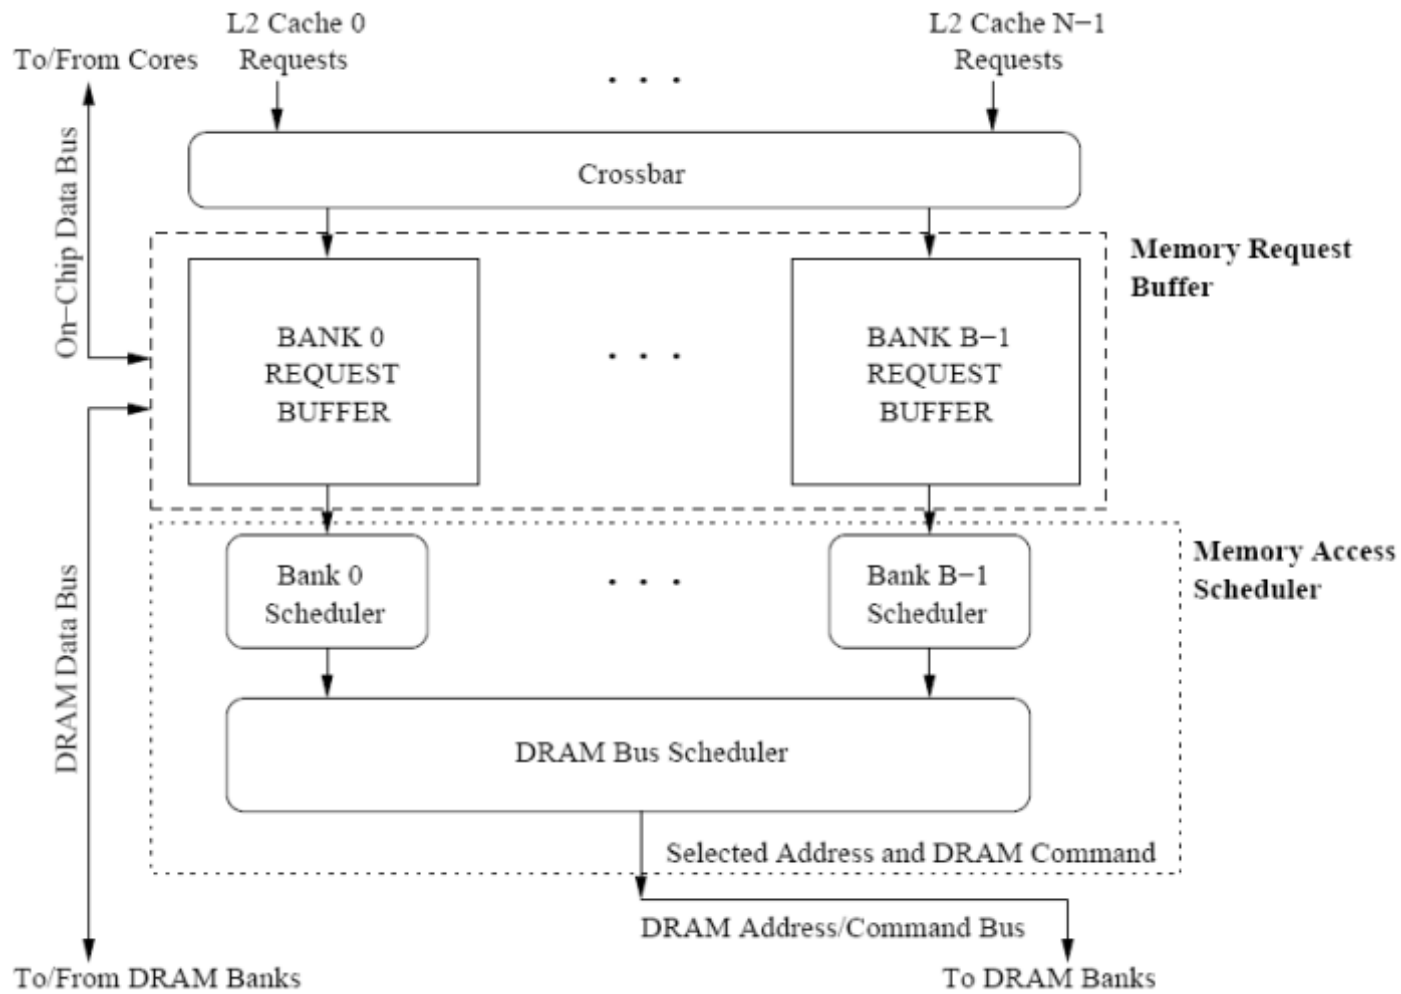 L2 Cache 0
Requests
L2 Cache N−1
Requests
To/From Cores
. . .
Crossbar
On−Chip Data Bus
Memory Request
Buffer
BANK 0
REQUEST
BUFFER
. . .
BANK B−1
REQUEST
BUFFER
Memory Access
Scheduler
Bank 0
Scheduler
. . .
Bank B−1
Scheduler
DRAM Data Bus
DRAM Bus Scheduler
Selected Address and DRAM Command
DRAM Address/Command Bus
To/From DRAM Banks
To DRAM Banks